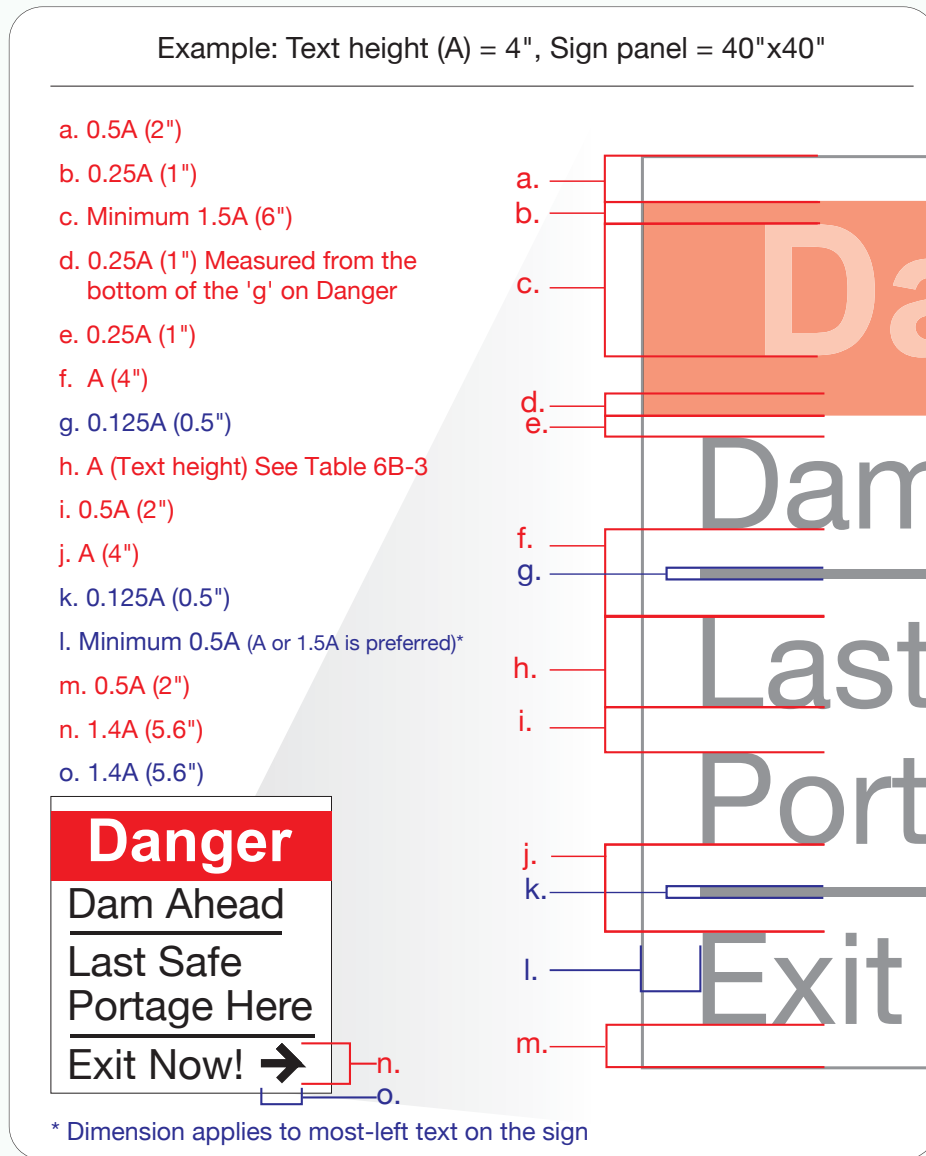 Example: Text height (A) = 4", Sign panel = 40"x40"
a. 0.5A (2")
b. 0.25A (1")
c. Minimum 1.5A (6")
d. 0.25A (1") Measured from the
bottom of the 'g' on Danger
e. 0.25A (1")
f. A (4")
g. 0.125A (0.5")
h. A (Text height) See Table 6B-3
i. 0.5A (2")
j. A (4")
k. 0.125A (0.5")
l. Minimum 0.5A (A or 1.5A is preferred)*
m. 0.5A (2")
n. 1.4A (5.6")
o. 1.4A (5.6")
Danger
Dam Ahead
Last Safe
Portage Here
Exit Now!
n.
o.
* Dimension applies to most-left text on the sign
a.
b.
c.
d.
e.
f.
g.
h.
i.
j.
k.
l.
m.
Da
Dam
Last
Port
Exit